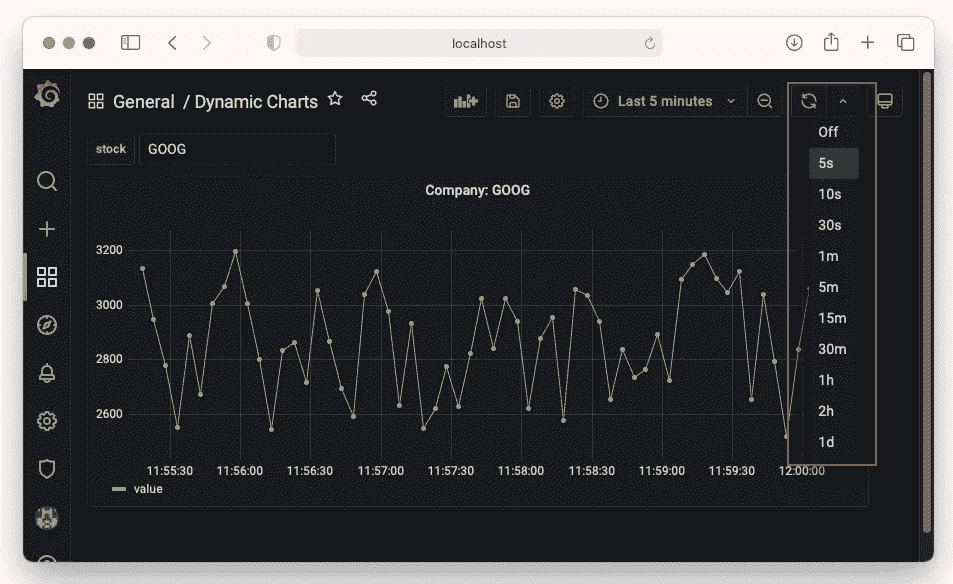 localhost
General / Dynamic Charts
Last 5 minutes
stock
GOOG
Company: GOOG
Off
5s
10s
30s
1m
5m
15m
30m
1h
2h
1d
3200
3000
2800
2600
11:55:30 11:56:00 11:56:30 11:57:00 11:57:30 11:58:00 11:58:30 11:59:00 11:59:30 12:00:00
value